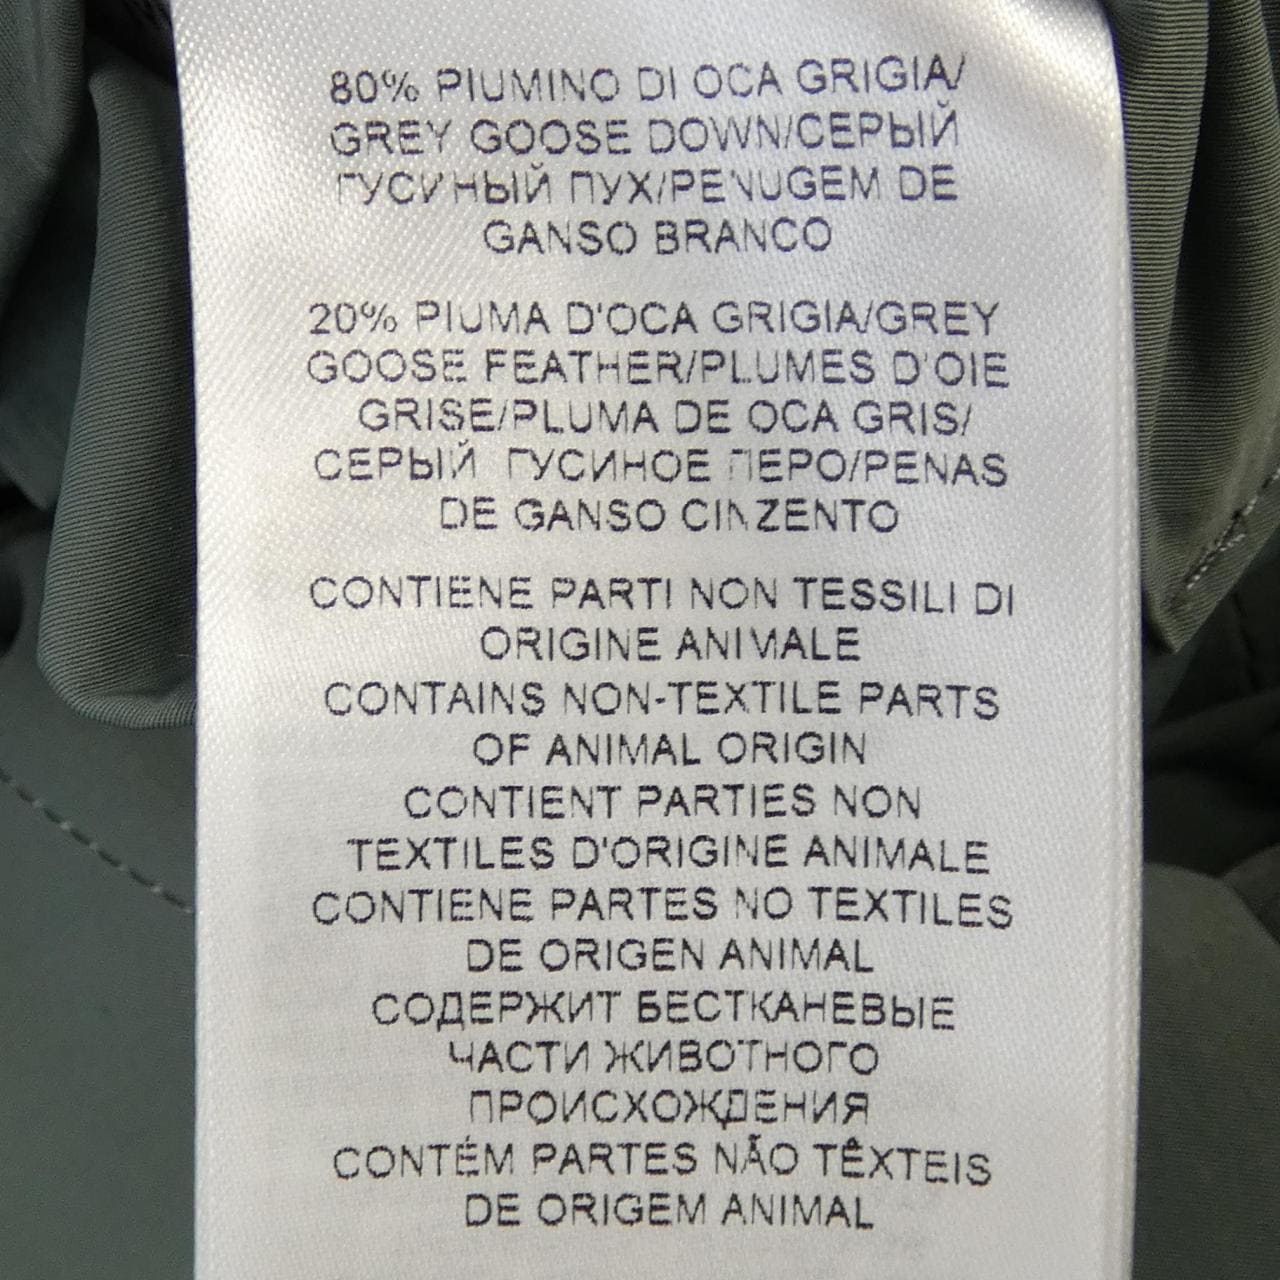 80% PIUMINO DI OCA GRIGIA/
GREY GOOSE DOWN/СЕРЫЙ
ГУСИНЫЙ ПУХ/PENUGEM DE
GANSO BRANCO
20% PIUMA D'OCA GRIGIA/GREY
GOOSE FEATHER/PLUMES D'OIE
GRISE/PLUMA DE OCA GRIS/
СЕРЫЙ ГУСИНОЕ ПЕРО/PENAS
DE GANSO CINZENTO
CONTIENE PARTI NON TESSILI DI
ORIGINE ANIMALE
CONTAINS NON-TEXTILE PARTS
OF ANIMAL ORIGIN
CONTIENT PARTIES NON
TEXTILES D'ORIGINE ANIMALE
CONTIENE PARTES NO TEXTILES
DE ORIGEN ANIMAL
СОДЕРЖИТ БЕСТКАНЕВЫЕ
ЧАСТИ ЖИВОТНОГО
ПРОИСХОЖДЕНИЯ
CONTÉM PARTES NÃO TÊXTEIS
DE ORIGEM ANIMAL